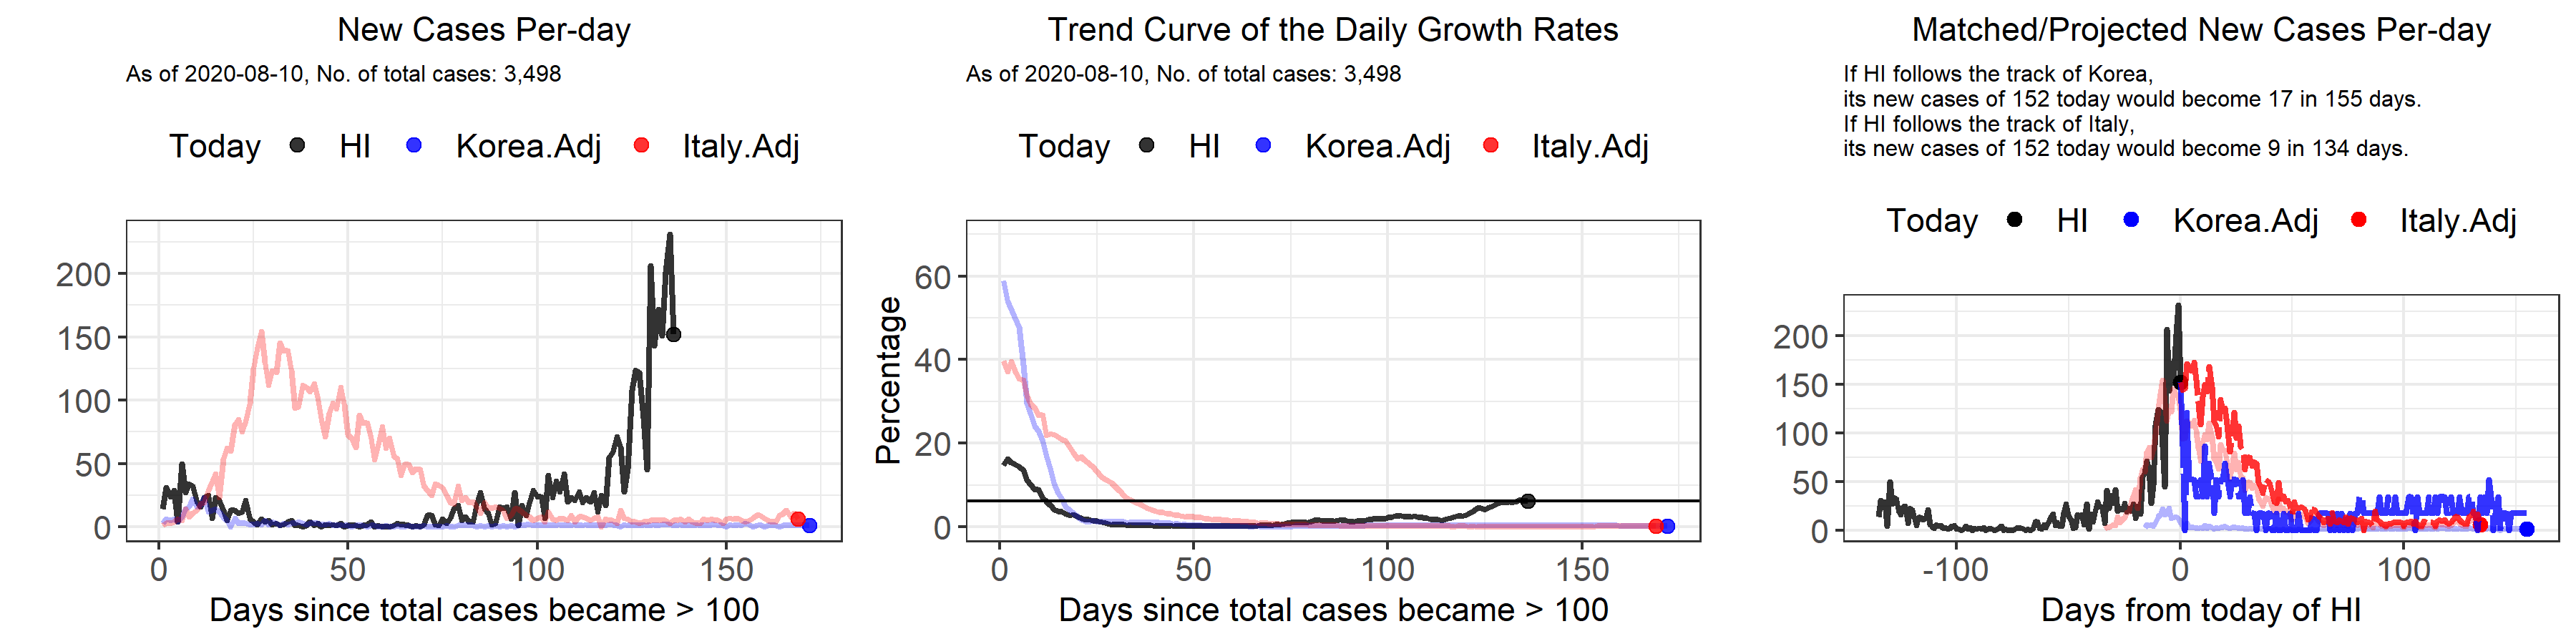 New Cases Per-day
As of 2020-08-10, No. of total cases: 3,498
Today HI Korea.Adj Italy.Adj
200
150
100
50
0
0 50 100 150
Days since total cases became > 100
Trend Curve of the Daily Growth Rates
As of 2020-08-10, No. of total cases: 3,498
Today HI Korea.Adj Italy.Adj
Percentage
60
40
20
0
0 50 100 150
Days since total cases became > 100
Matched/Projected New Cases Per-day
If HI follows the track of Korea,
its new cases of 152 today would become 17 in 155 days.
If HI follows the track of Italy,
its new cases of 152 today would become 9 in 134 days.
Today HI Korea.Adj Italy.Adj
200
150
100
50
0
-100 0 100
Days from today of HI